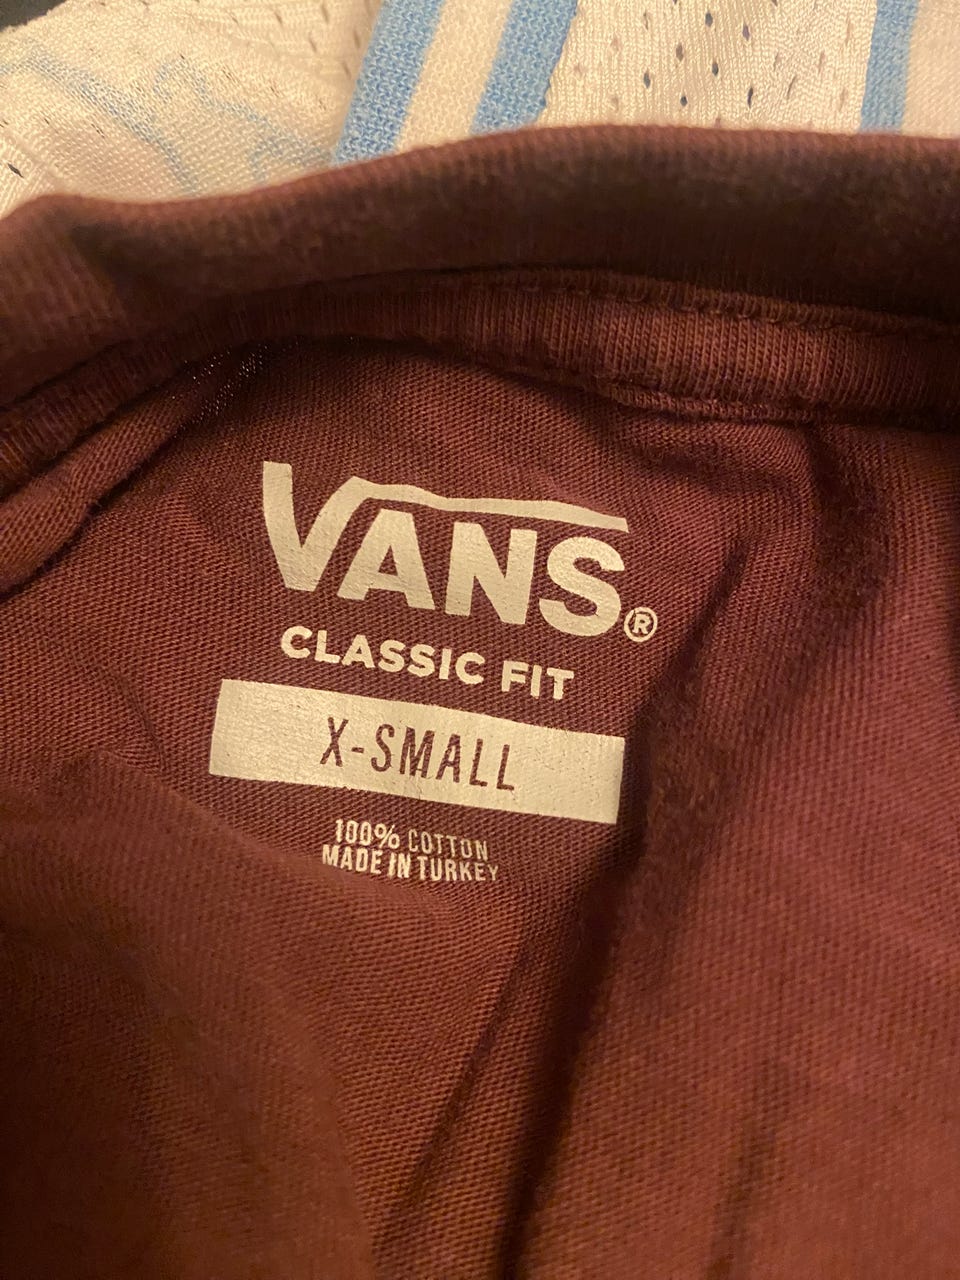 VANS®
CLASSIC FIT
X-SMALL
100% COTTON
MADE IN TURKEY